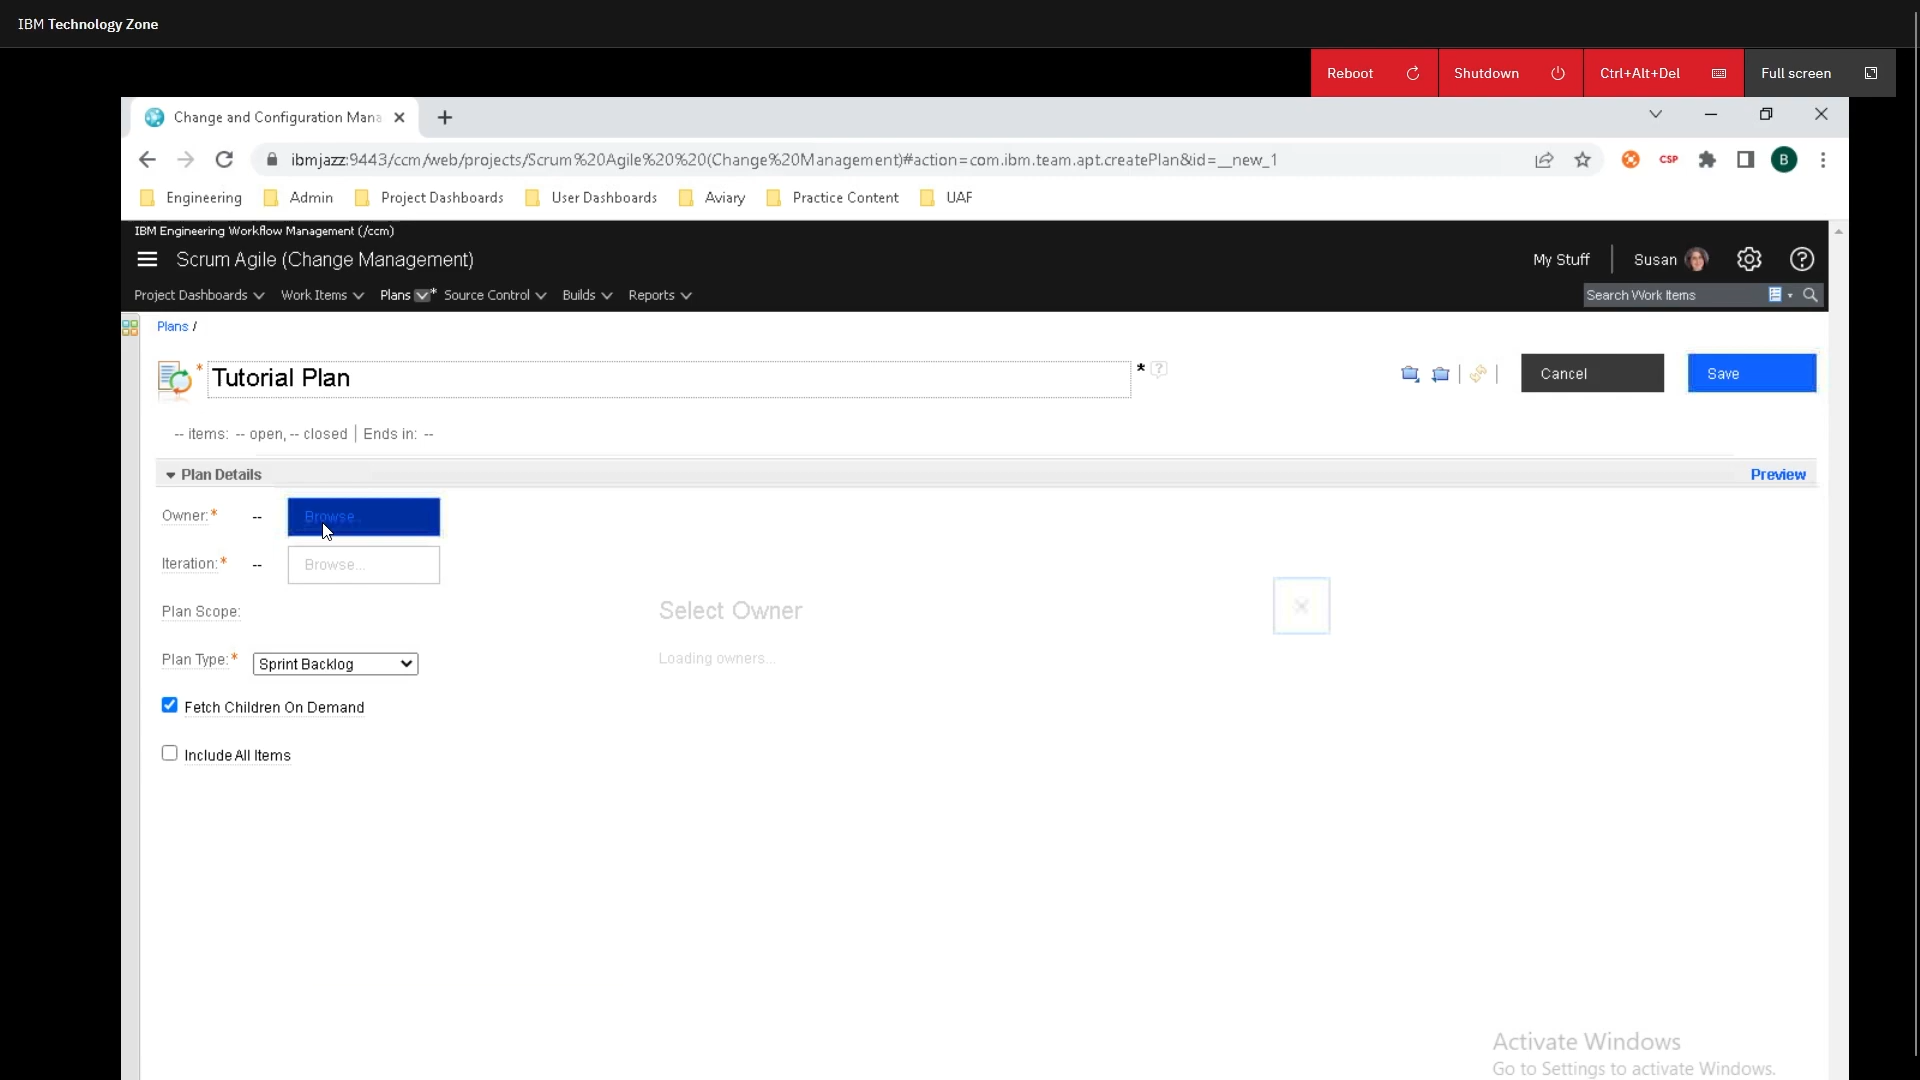 IBM Technology Zone
Reboot Shutdown Ctrl+Alt+Del Full screen
Change and Configuration Mana
ibmjazz:9443/ccm/web/projects/Scrum%20Agile%20%20(Change%20Management)#action=com.ibm.team.apt.createPlan&id=__new_1
CSP B
Engineering Admin Project Dashboards User Dashboards Aviary Practice Content UAF
IBM Engineering Workflow Management (/ccm)
Scrum Agile (Change Management)
My Stuff Susan
Project Dashboards Work Items Plans * Source Control Builds Reports
Search Work Items
Plans /
* Tutorial Plan * ?
Cancel Save
-- items: -- open, -- closed | Ends in: --
Plan Details Preview
Owner:* -- Browse...
Iteration:* -- Browse...
Select Owner
Plan Scope:
Loading owners...
Plan Type:* Sprint Backlog
Fetch Children On Demand
Include All Items
Activate Windows
Go to Settings to activate Windows.